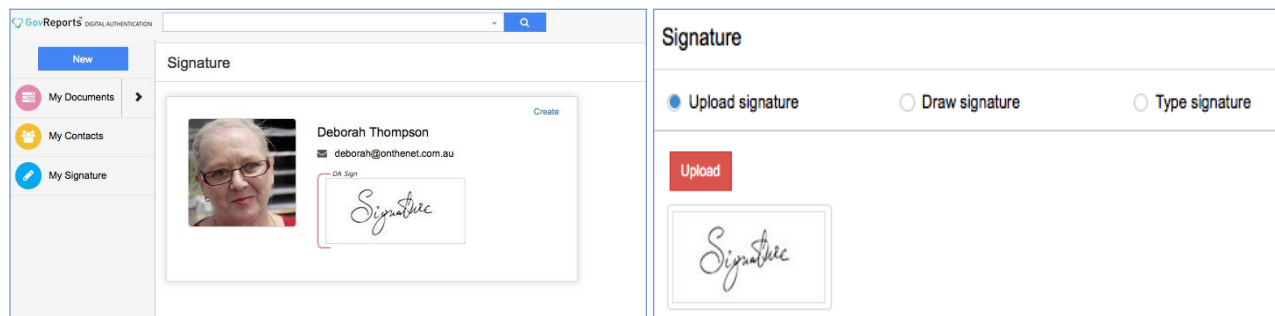 GovReports DIGITAL AUTHENTICATION
New
My Documents
My Contacts
My Signature
Signature
Create
Deborah Thompson
deborah@onthenet.com.au
DA Sign
Signature
Signature
Upload signature
Draw signature
Type signature
Upload
Signature